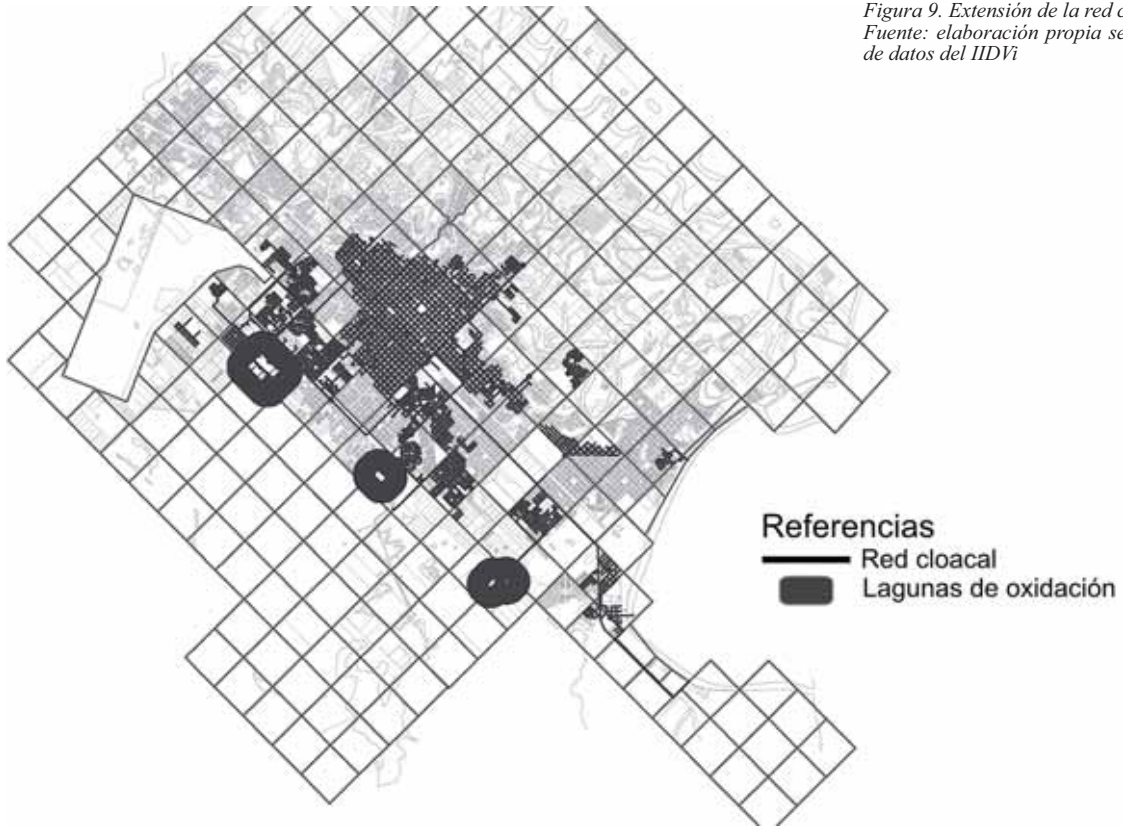 Figura 9. Extensión de la red c
Fuente: elaboración propia se
de datos del IIDVi
Referencias
Red cloacal
Lagunas de oxidación